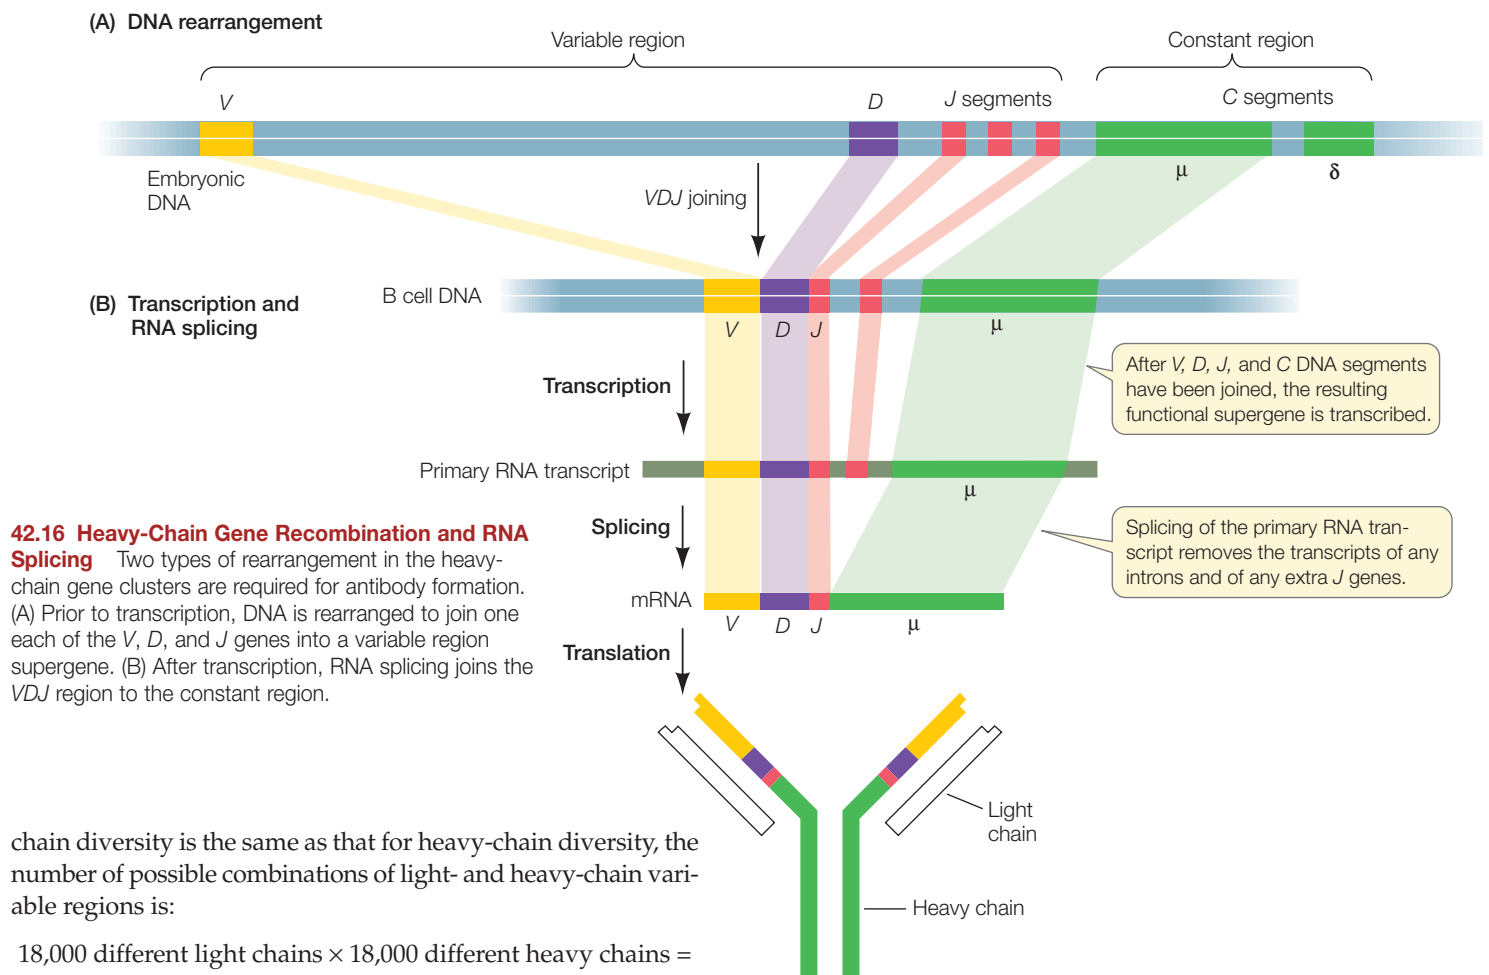 (A) DNA rearrangement
Variable region
Constant region
V
D
J segments
C segments
Embryonic
DNA
μ
δ
VDJ joining
(B) Transcription and
RNA splicing
B cell DNA
V
D
J
μ
After V, D, J, and C DNA segments
have been joined, the resulting
functional supergene is transcribed.
Transcription
Primary RNA transcript
μ
Splicing
Splicing of the primary RNA tran-
script removes the transcripts of any
introns and of any extra J genes.
mRNA
V
D
J
μ
Translation
Light
chain
Heavy chain
42.16 Heavy-Chain Gene Recombination and RNA
Splicing Two types of rearrangement in the heavy-
chain gene clusters are required for antibody formation.
(A) Prior to transcription, DNA is rearranged to join one
each of the V, D, and J genes into a variable region
supergene. (B) After transcription, RNA splicing joins the
VDJ region to the constant region.
chain diversity is the same as that for heavy-chain diversity, the
number of possible combinations of light- and heavy-chain vari-
able regions is:
18,000 different light chains × 18,000 different heavy chains =